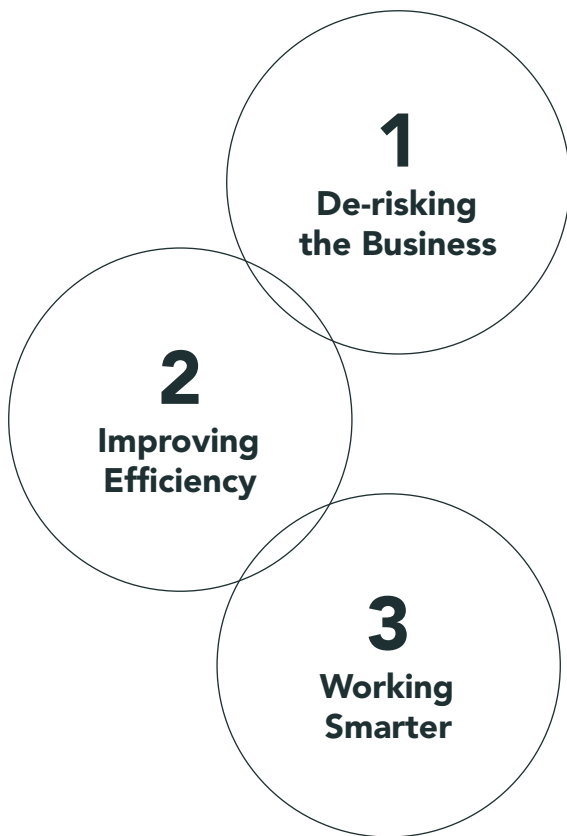 1
De-risking
the Business
2
Improving
Efficiency
3
Working
Smarter